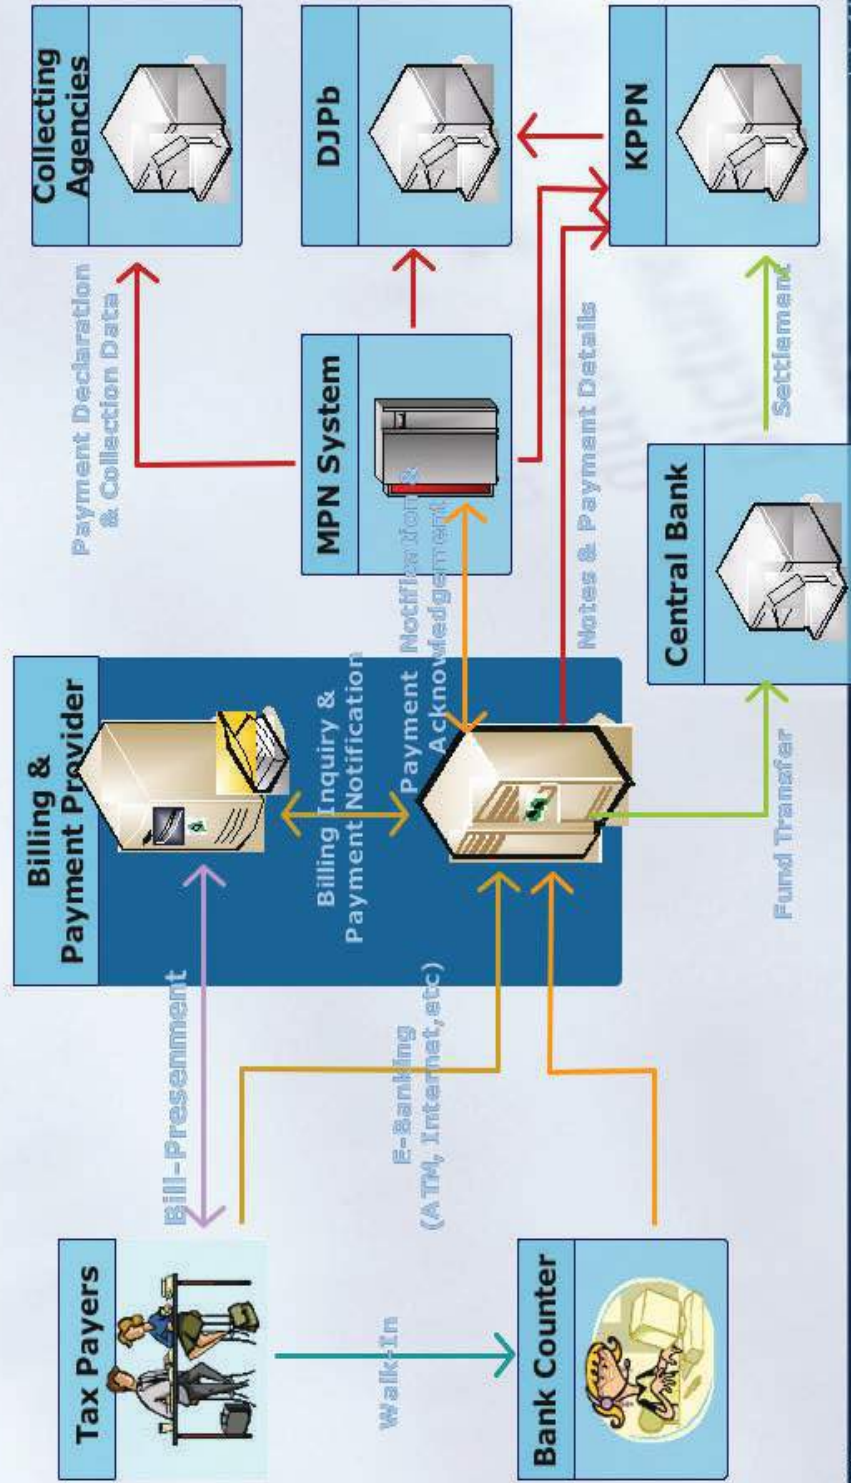 Tax Payers
Bill-Presenment
Walk-In
Bank Counter
E-Banking
(ATM, Internet,etc)
Billing &
Payment Provider
Billing Inquiry &
Payment Notification
Payment Notification &
Acknowledgement
Fund Transfer
Payment Declaration
& Collection Data
MPN System
Notes & Payment Details
Central Bank
Settlement
Collecting
Agencies
DJPb
KPPN